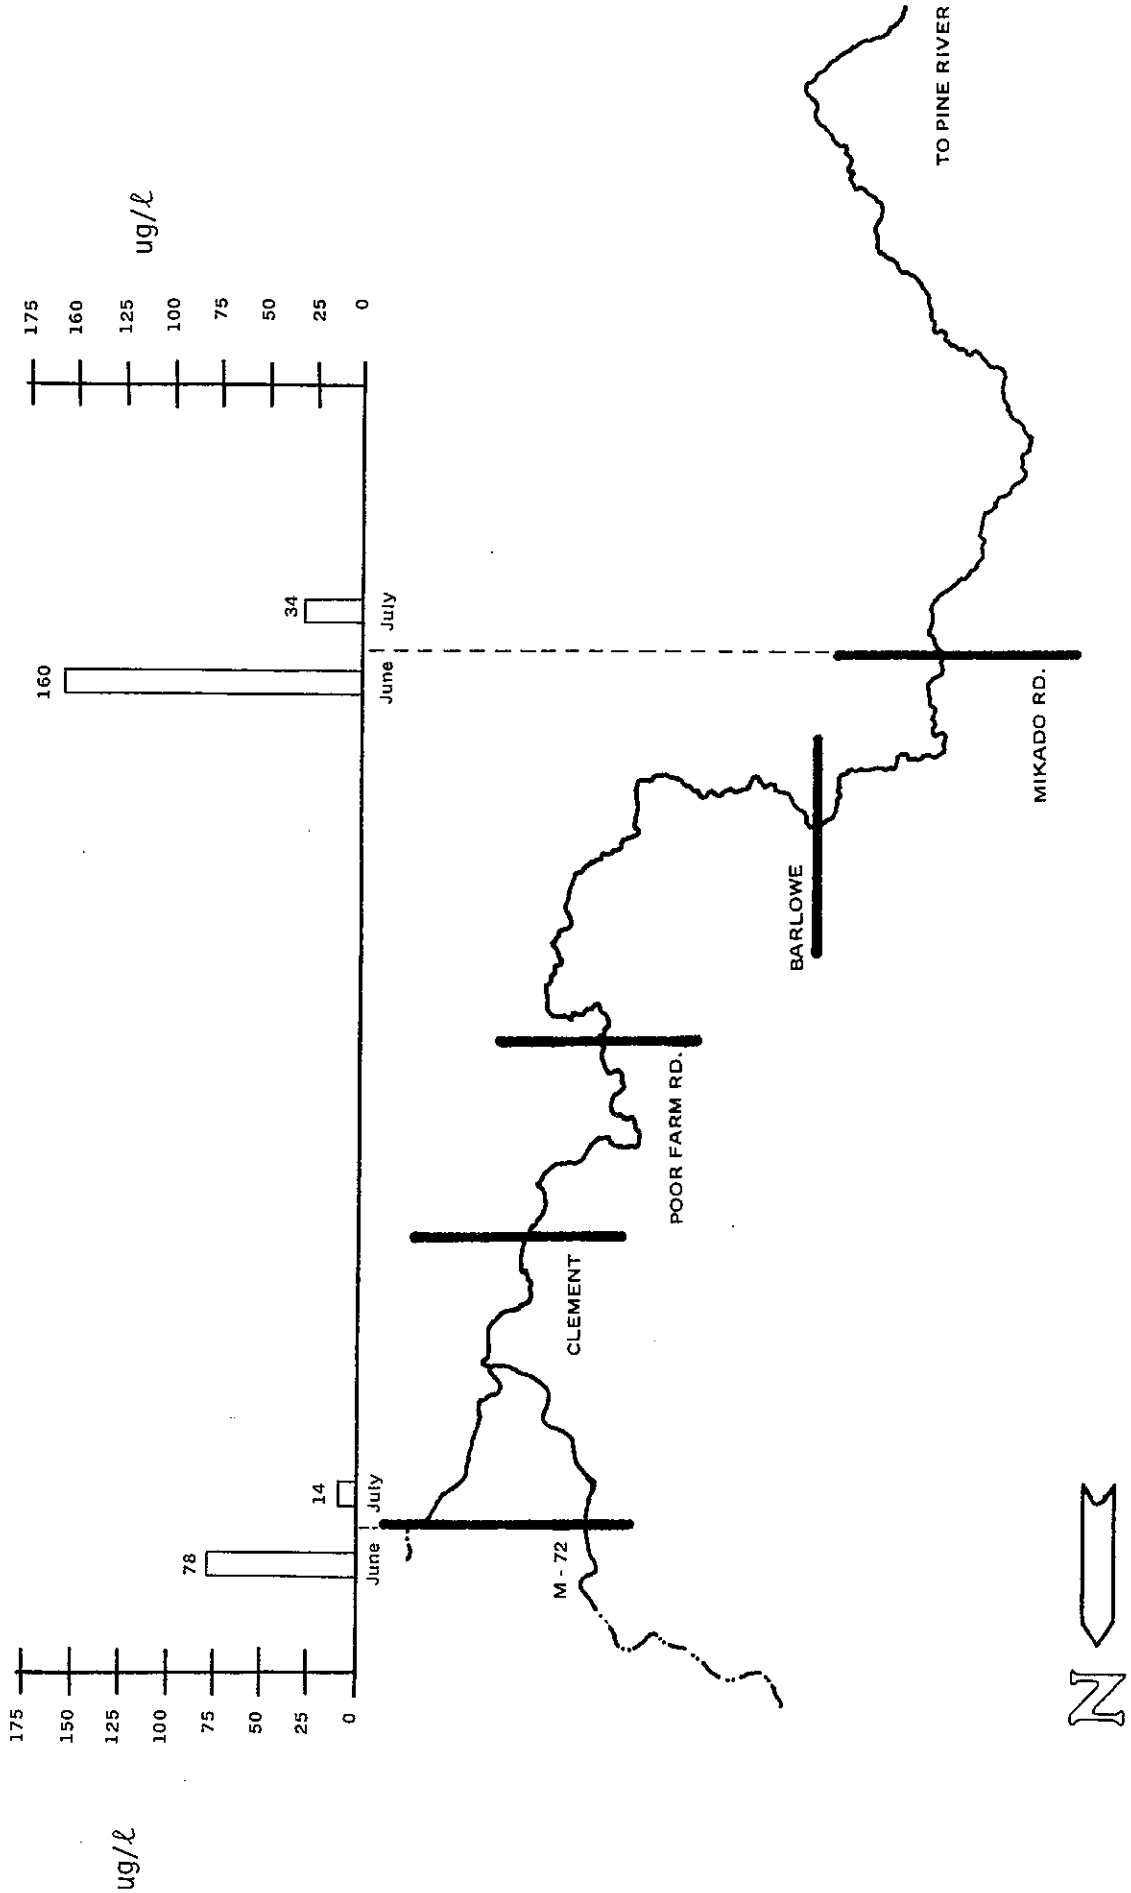 ug/ℓ
175
150
125
100
75
50
25
0
78
June
14
July
160
June
34
July
175
160
125
100
75
50
25
0
ug/ℓ
M - 72
CLEMENT
POOR FARM RD.
BARLOWE
MIKADO RD.
TO PINE RIVER
N